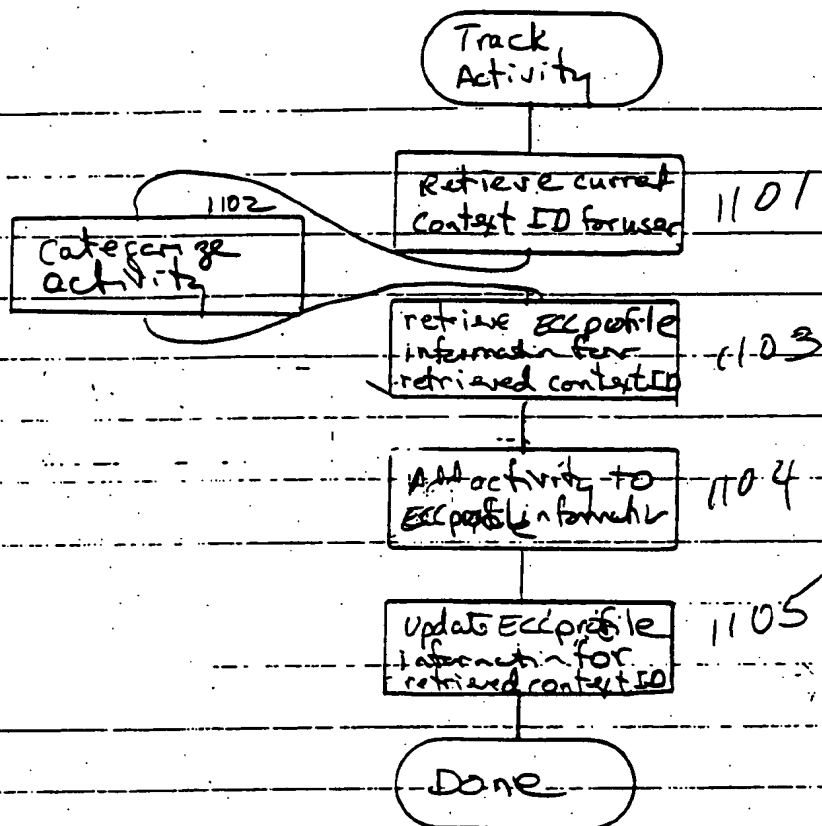 Track
Activity
Retrieve current
Context ID for user
1101
1102
Categorize
activity
retrieve ECC profile
information for
retrieved context ID
1103
Add activity to
ECC profile information
1104
update ECC profile
information for
retrieved context ID
1105
Done